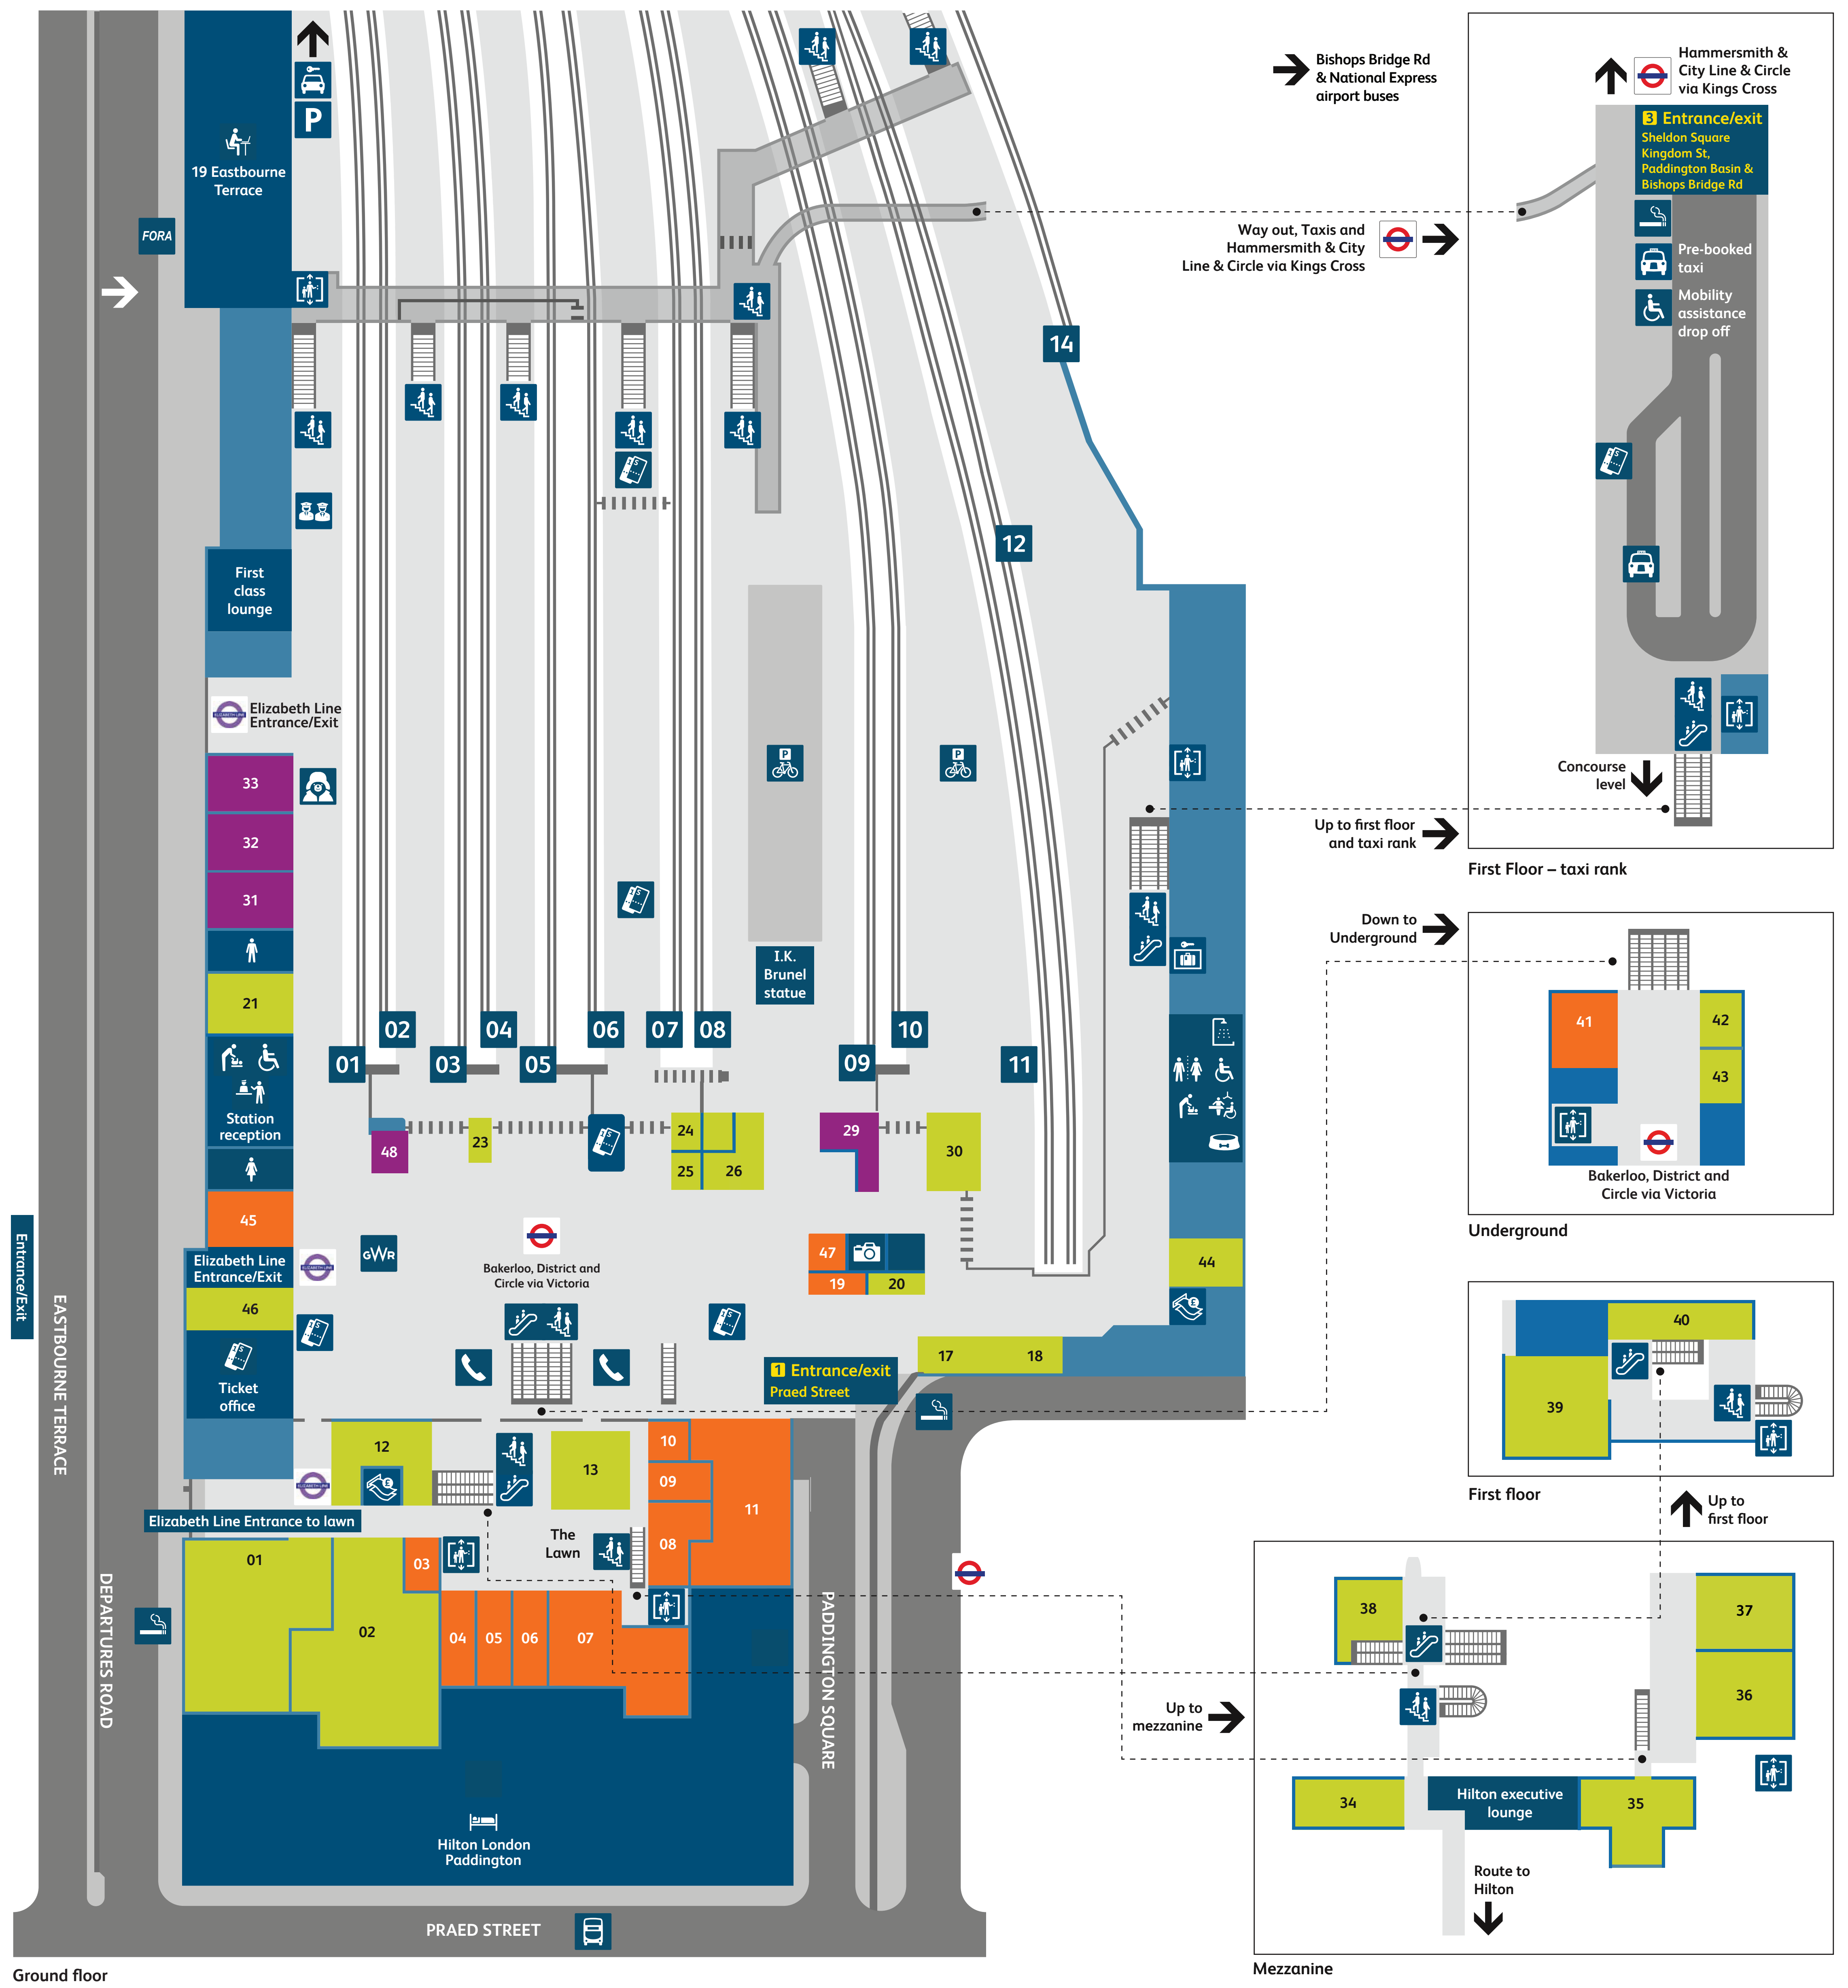 P
19 Eastbourne
Terrace
FORA
Bishops Bridge Rd
& National Express
airport buses
Hammersmith &
City Line & Circle
via Kings Cross
3 Entrance/exit
Sheldon Square
Kingdom St,
Paddington Basin &
Bishops Bridge Rd
Way out, Taxis and
Hammersmith & City
Line & Circle via Kings Cross
Pre-booked
taxi
Mobility
assistance
drop off
14
12
First
class
lounge
ELIZABETH LINE
Elizabeth Line
Entrance/Exit
33
32
31
21
Station
reception
45
Elizabeth Line
Entrance/Exit
ELIZABETH LINE
46
Ticket
office
P
P
I.K.
Brunel
statue
Concourse
level
Up to first floor
and taxi rank
First Floor – taxi rank
Down to
Underground
01
02
03
04
05
06
07
08
09
10
11
48
23
24
25
26
29
30
GWR
Bakerloo, District and
Circle via Victoria
47
19
20
44
17
18
1 Entrance/exit
Praed Street
41
42
43
Bakerloo, District and
Circle via Victoria
Underground
40
39
First floor
Up to
first floor
Entrance/Exit
EASTBOURNE TERRACE
DEPARTURES ROAD
12
13
10
09
08
11
ELIZABETH LINE
Elizabeth Line Entrance to lawn
The
Lawn
01
02
03
04
05
06
07
PADDINGTON SQUARE
Hilton London
Paddington
PRAED STREET
Ground floor
Up to
mezzanine
38
37
36
34
Hilton executive
lounge
35
Route to
Hilton
Mezzanine